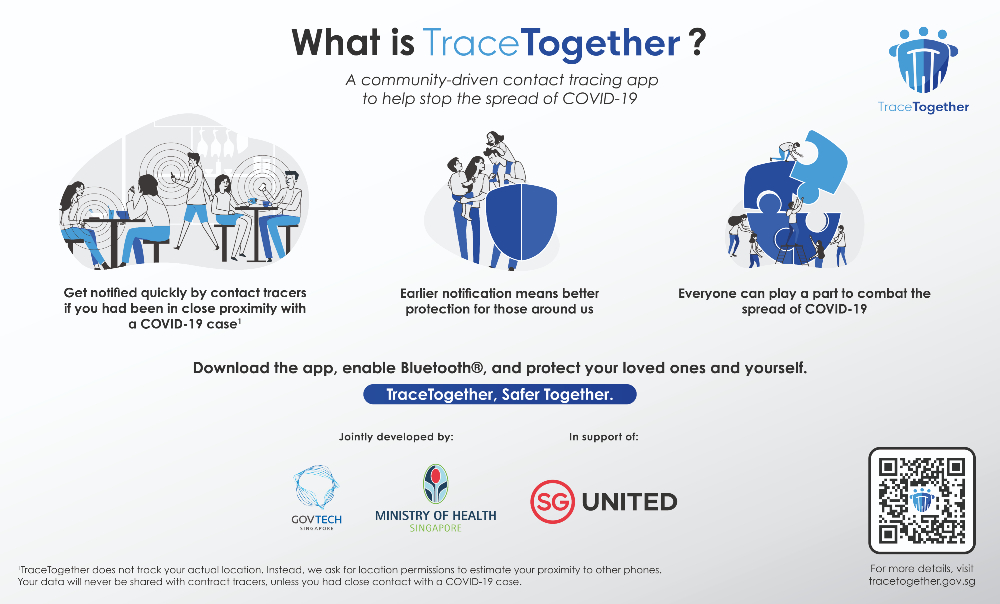 What is TraceTogether ?
A community-driven contact tracing app
to help stop the spread of COVID-19
TraceTogether
Get notified quickly by contact tracers
if you had been in close proximity with
a COVID-19 case¹
Earlier notification means better
protection for those around us
Everyone can play a part to combat the
spread of COVID-19
Download the app, enable Bluetooth®, and protect your loved ones and yourself.
TraceTogether, Safer Together.
Jointly developed by:
In support of:
GOVTECH
SINGAPORE
MINISTRY OF HEALTH
SINGAPORE
SG UNITED
¹TraceTogether does not track your actual location. Instead, we ask for location permissions to estimate your proximity to other phones.
Your data will never be shared with contract tracers, unless you had close contact with a COVID-19 case.
For more details, visit
tracetogether.gov.sg